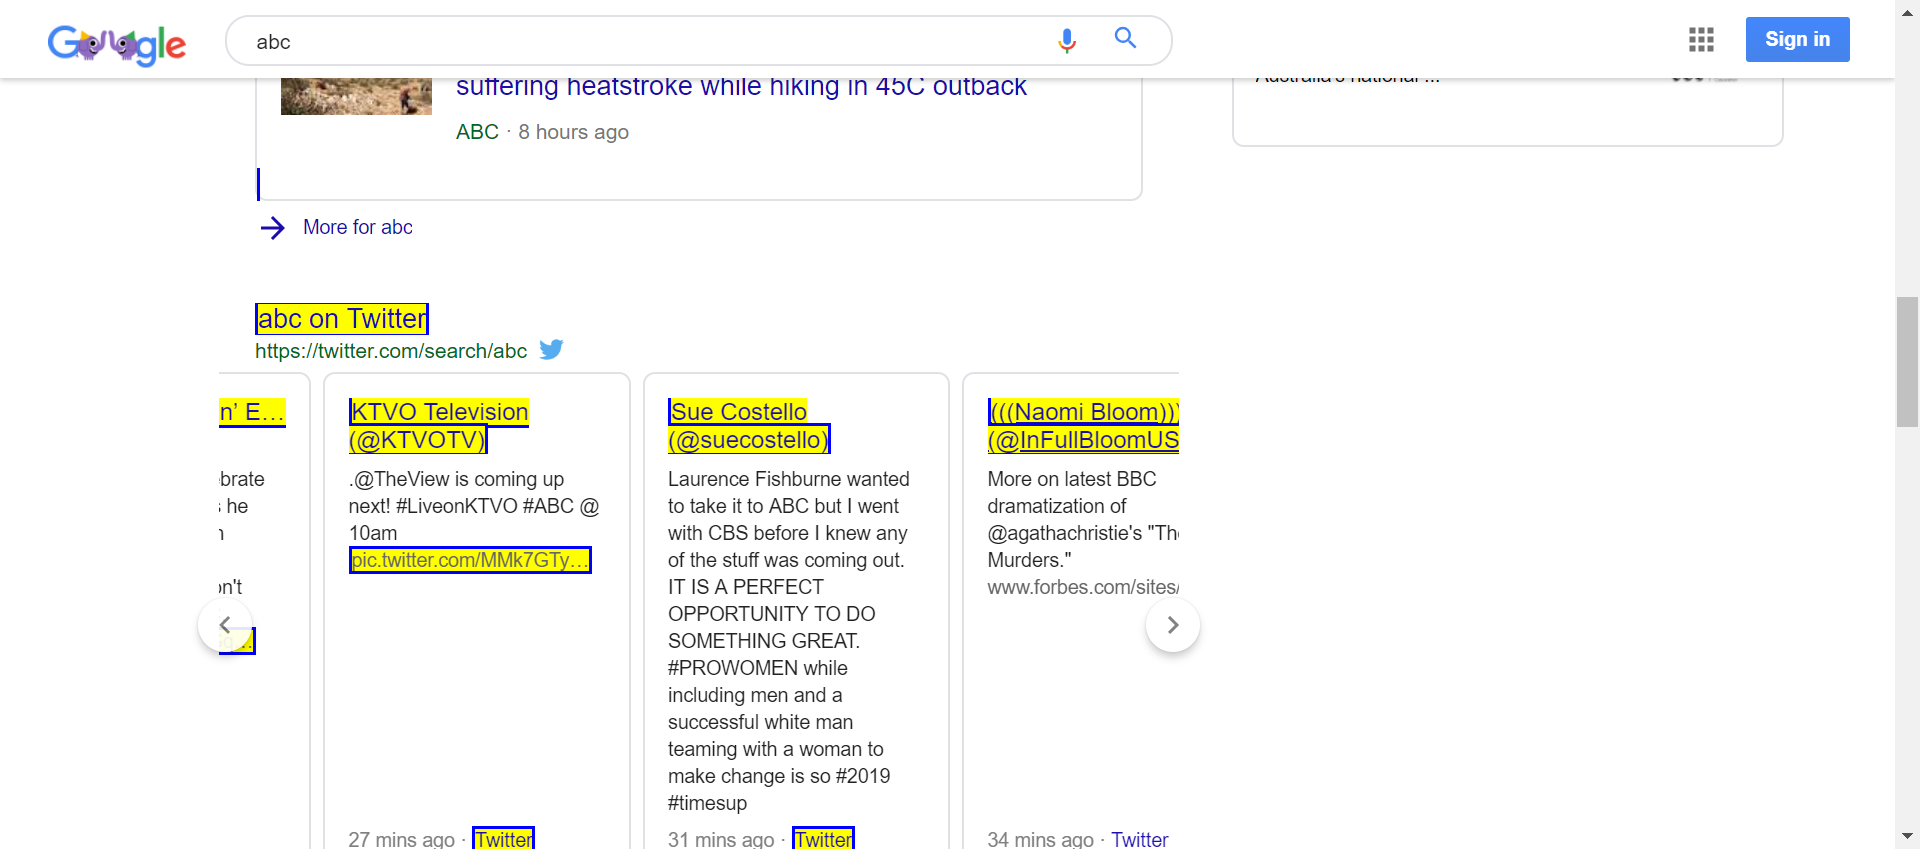 Google
abc
Sign in
suffering heatstroke while hiking in 45C outback
Australia's national ...
ABC · 8 hours ago
More for abc
abc on Twitter
https://twitter.com/search/abc
n' E…
brate
s he
n
on't
…
KTVO Television
(@KTVOTV)
.@TheView is coming up
next! #LiveonKTVO #ABC @
10am
pic.twitter.com/MMk7GTy…
27 mins ago · Twitter
Sue Costello
(@suecostello)
Laurence Fishburne wanted
to take it to ABC but I went
with CBS before I knew any
of the stuff was coming out.
IT IS A PERFECT
OPPORTUNITY TO DO
SOMETHING GREAT.
#PROWOMEN while
including men and a
successful white man
teaming with a woman to
make change is so #2019
#timesup
31 mins ago · Twitter
(((Naomi Bloom)))
(@InFullBloomUS
More on latest BBC
dramatization of
@agathachristie's "Th
Murders."
www.forbes.com/sites/
34 mins ago · Twitter